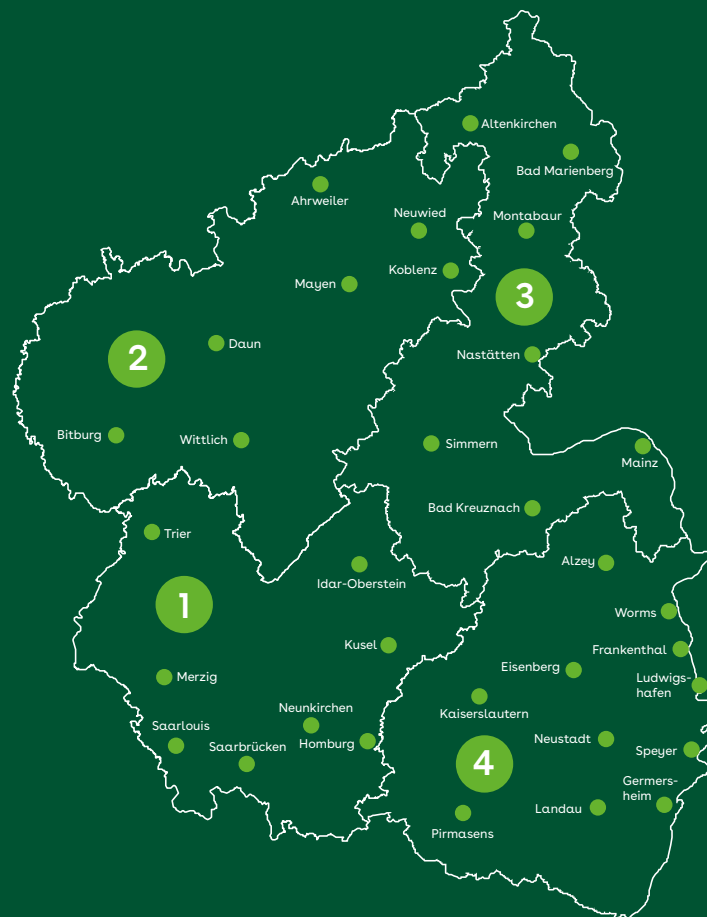 Altenkirchen
Bad Marienberg
Ahrweiler
Neuwied
Montabaur
Koblenz
Mayen
3
Daun
2
Nastätten
Bitburg
Wittlich
Simmern
Mainz
Bad Kreuznach
Trier
Alzey
Idar-Oberstein
1
Worms
Kusel
Frankenthal
Eisenberg
Merzig
Ludwigs-
hafen
Kaiserslautern
Neunkirchen
Saarlouis
Homburg
Saarbrücken
Neustadt
Speyer
4
Germers-
heim
Landau
Pirmasens